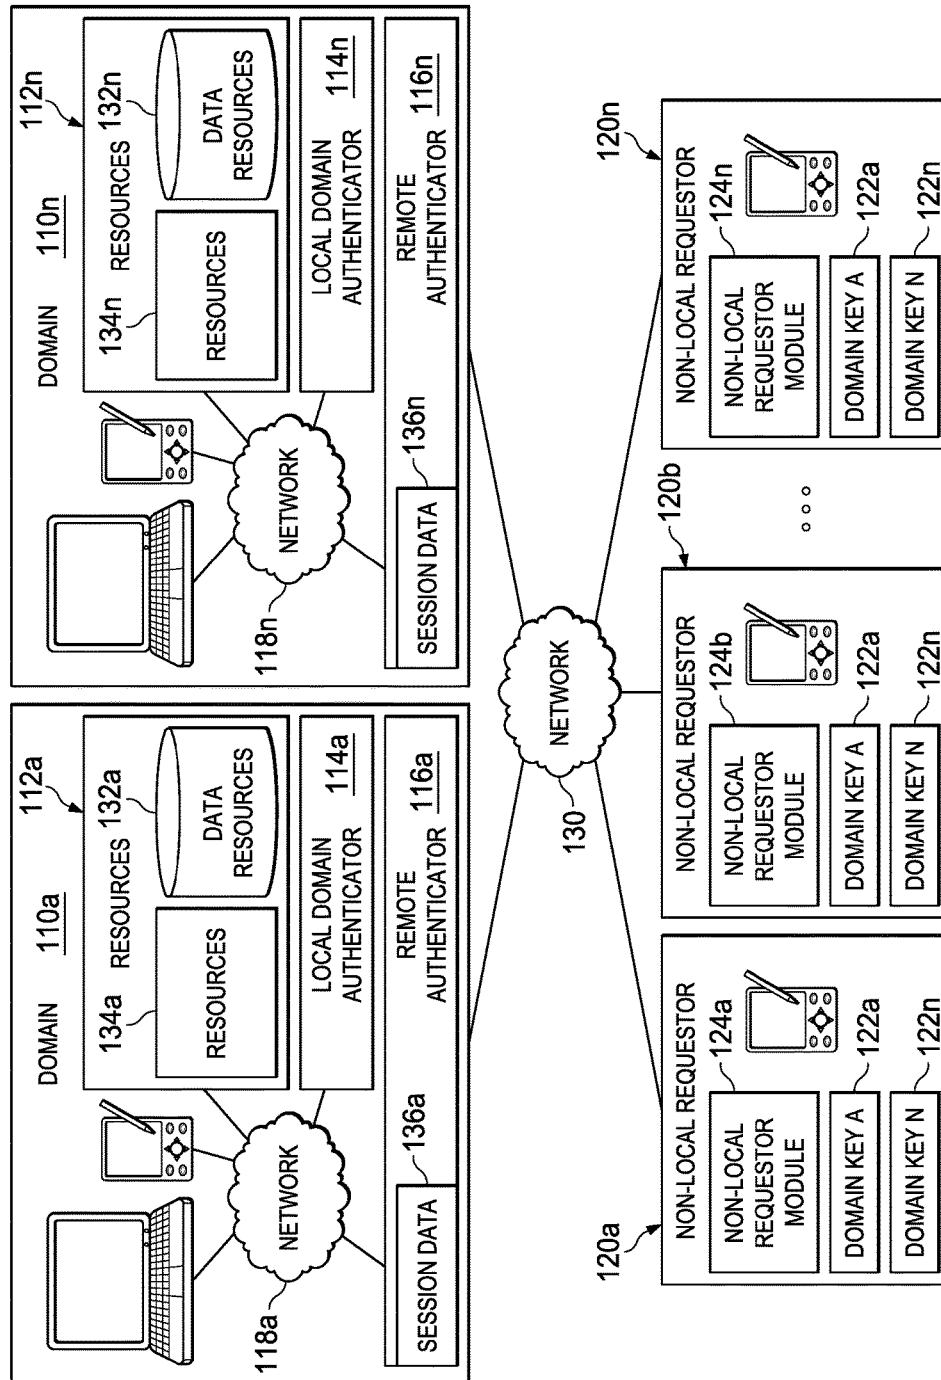 DOMAIN
110a
112a
134a
RESOURCES
132a
RESOURCES
DATA
RESOURCES
NETWORK
118a
LOCAL DOMAIN
AUTHENTICATOR
114a
136a
SESSION DATA
REMOTE
AUTHENTICATOR
116a
DOMAIN
110n
112n
134n
RESOURCES
132n
RESOURCES
DATA
RESOURCES
NETWORK
118n
LOCAL DOMAIN
AUTHENTICATOR
114n
136n
SESSION DATA
REMOTE
AUTHENTICATOR
116n
NETWORK
130
120a
NON-LOCAL REQUESTOR
124a
NON-LOCAL
REQUESTOR
MODULE
DOMAIN KEY A
122a
DOMAIN KEY N
122n
120b
NON-LOCAL REQUESTOR
124b
NON-LOCAL
REQUESTOR
MODULE
DOMAIN KEY A
122a
DOMAIN KEY N
122n
120n
NON-LOCAL REQUESTOR
124n
NON-LOCAL
REQUESTOR
MODULE
DOMAIN KEY A
122a
DOMAIN KEY N
122n